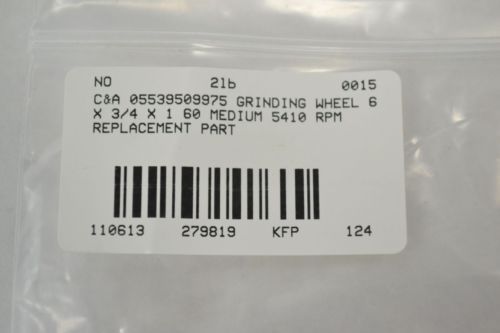 NO 2lb 0015
C&A 05539509975 GRINDING WHEEL 6
X 3/4 X 1 60 MEDIUM 5410 RPM
REPLACEMENT PART
110613 279819 KFP 124